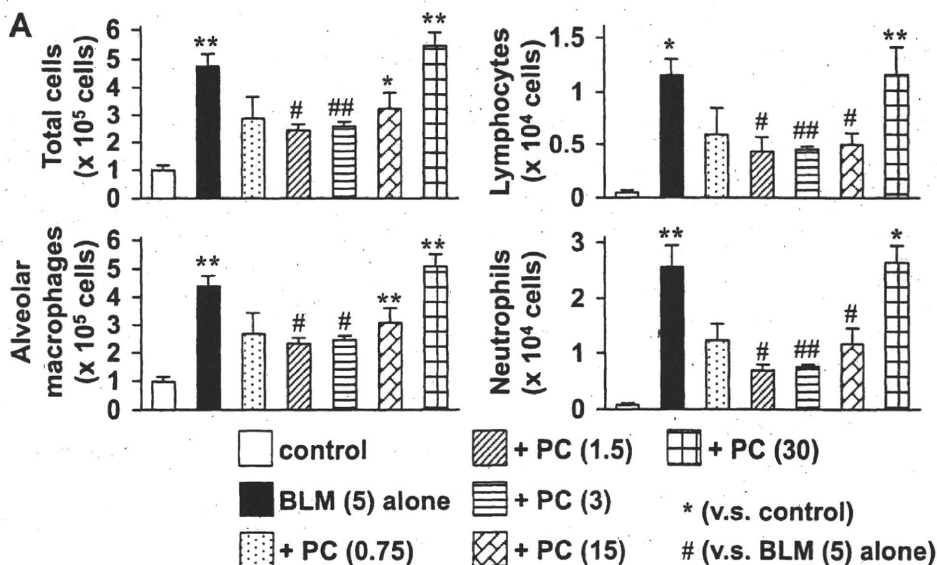 A
Total cells
(x 10⁵ cells)
6
5
4
3
2
1
0
**
#
##
*
**
Lymphocytes
(x 10⁴ cells)
1.5
1
0.5
0
*
#
##
#
**
Alveolar
macrophages
(x 10⁵ cells)
6
5
4
3
2
1
0
**
#
#
**
**
Neutrophils
(x 10⁴ cells)
3
2
1
0
**
#
##
#
*
control
+ PC (1.5)
+ PC (30)
BLM (5) alone
+ PC (3)
* (v.s. control)
+ PC (0.75)
+ PC (15)
# (v.s. BLM (5) alone)